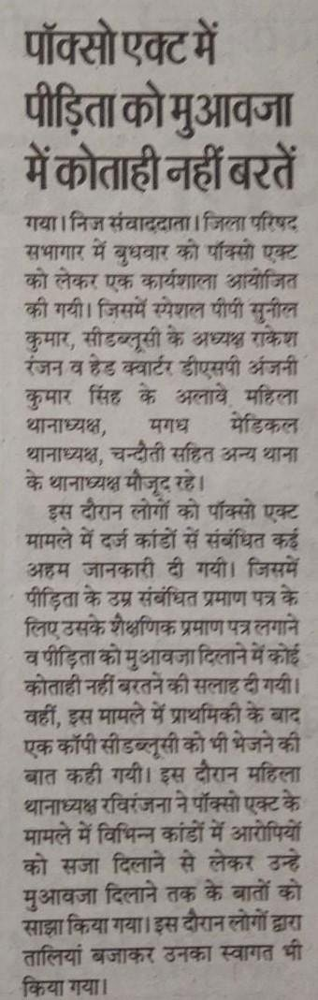 पॉक्सो एक्ट में
पीड़िता को मुआवजा
में कोताही नहीं बरतें
गया। निज संवाददाता। जिला परिषद
सभागार में बुधवार को पॉक्सो एक्ट
को लेकर एक कार्यशाला आयोजित
की गयी। जिसमें स्पेशल पीपी सुनील
कुमार, सीडब्लूसी के अध्यक्ष राकेश
रंजन व हेड क्वार्टर डीएसपी अंजनी
कुमार सिंह के अलावे महिला
थानाध्यक्ष, मगध मेडिकल
थानाध्यक्ष, चन्दौती सहित अन्य थाना
के थानाध्यक्ष मौजूद रहे।
इस दौरान लोगों को पॉक्सो एक्ट
मामले में दर्ज कांडों सें संबंधित कई
अहम जानकारी दी गयी। जिसमें
पीड़िता के उम्र संबंधित प्रमाण पत्र के
लिए उसके शैक्षणिक प्रमाण पत्र लगाने
व पीड़िता को मुआवजा दिलाने में कोई
कोताही नहीं बरतने की सलाह दी गयी।
वहीं, इस मामले में प्राथमिकी के बाद
एक कॉपी सीडब्लूसी को भी भेजने की
बात कही गयी। इस दौरान महिला
थानाध्यक्ष रविरंजना ने पॉक्सो एक्ट के
मामले में विभिन्न कांडों में आरोपियों
को सजा दिलाने से लेकर उन्हे
मुआवजा दिलाने तक के बातों को
साझा किया गया। इस दौरान लोगों द्वारा
तालियां बजाकर उनका स्वागत भी
किया गया।